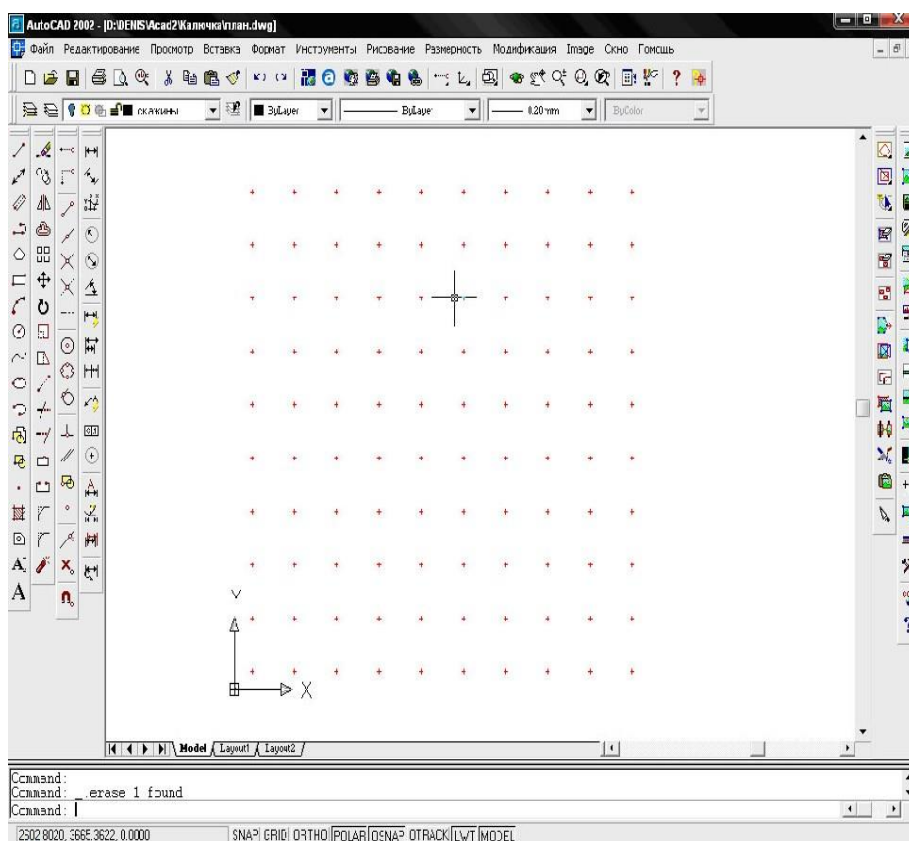 AutoCAD 2002 - [D:\DENIS\Acad2\Калючка\план.dwg]
Файл Редактирование Просмотр Вставка Формат Инструменты Рисование Размерность Модификация Image Окно Помощь
ByLayer ByLayer 0.20 mm ByColor
Y
X
Model Layout1 Layout2
Command:
Command: _.erase 1 found
Command:
2502.8020, 3665.3622, 0.0000 SNAP GRID ORTHO POLAR OSNAP OTRACK LWT MODEL